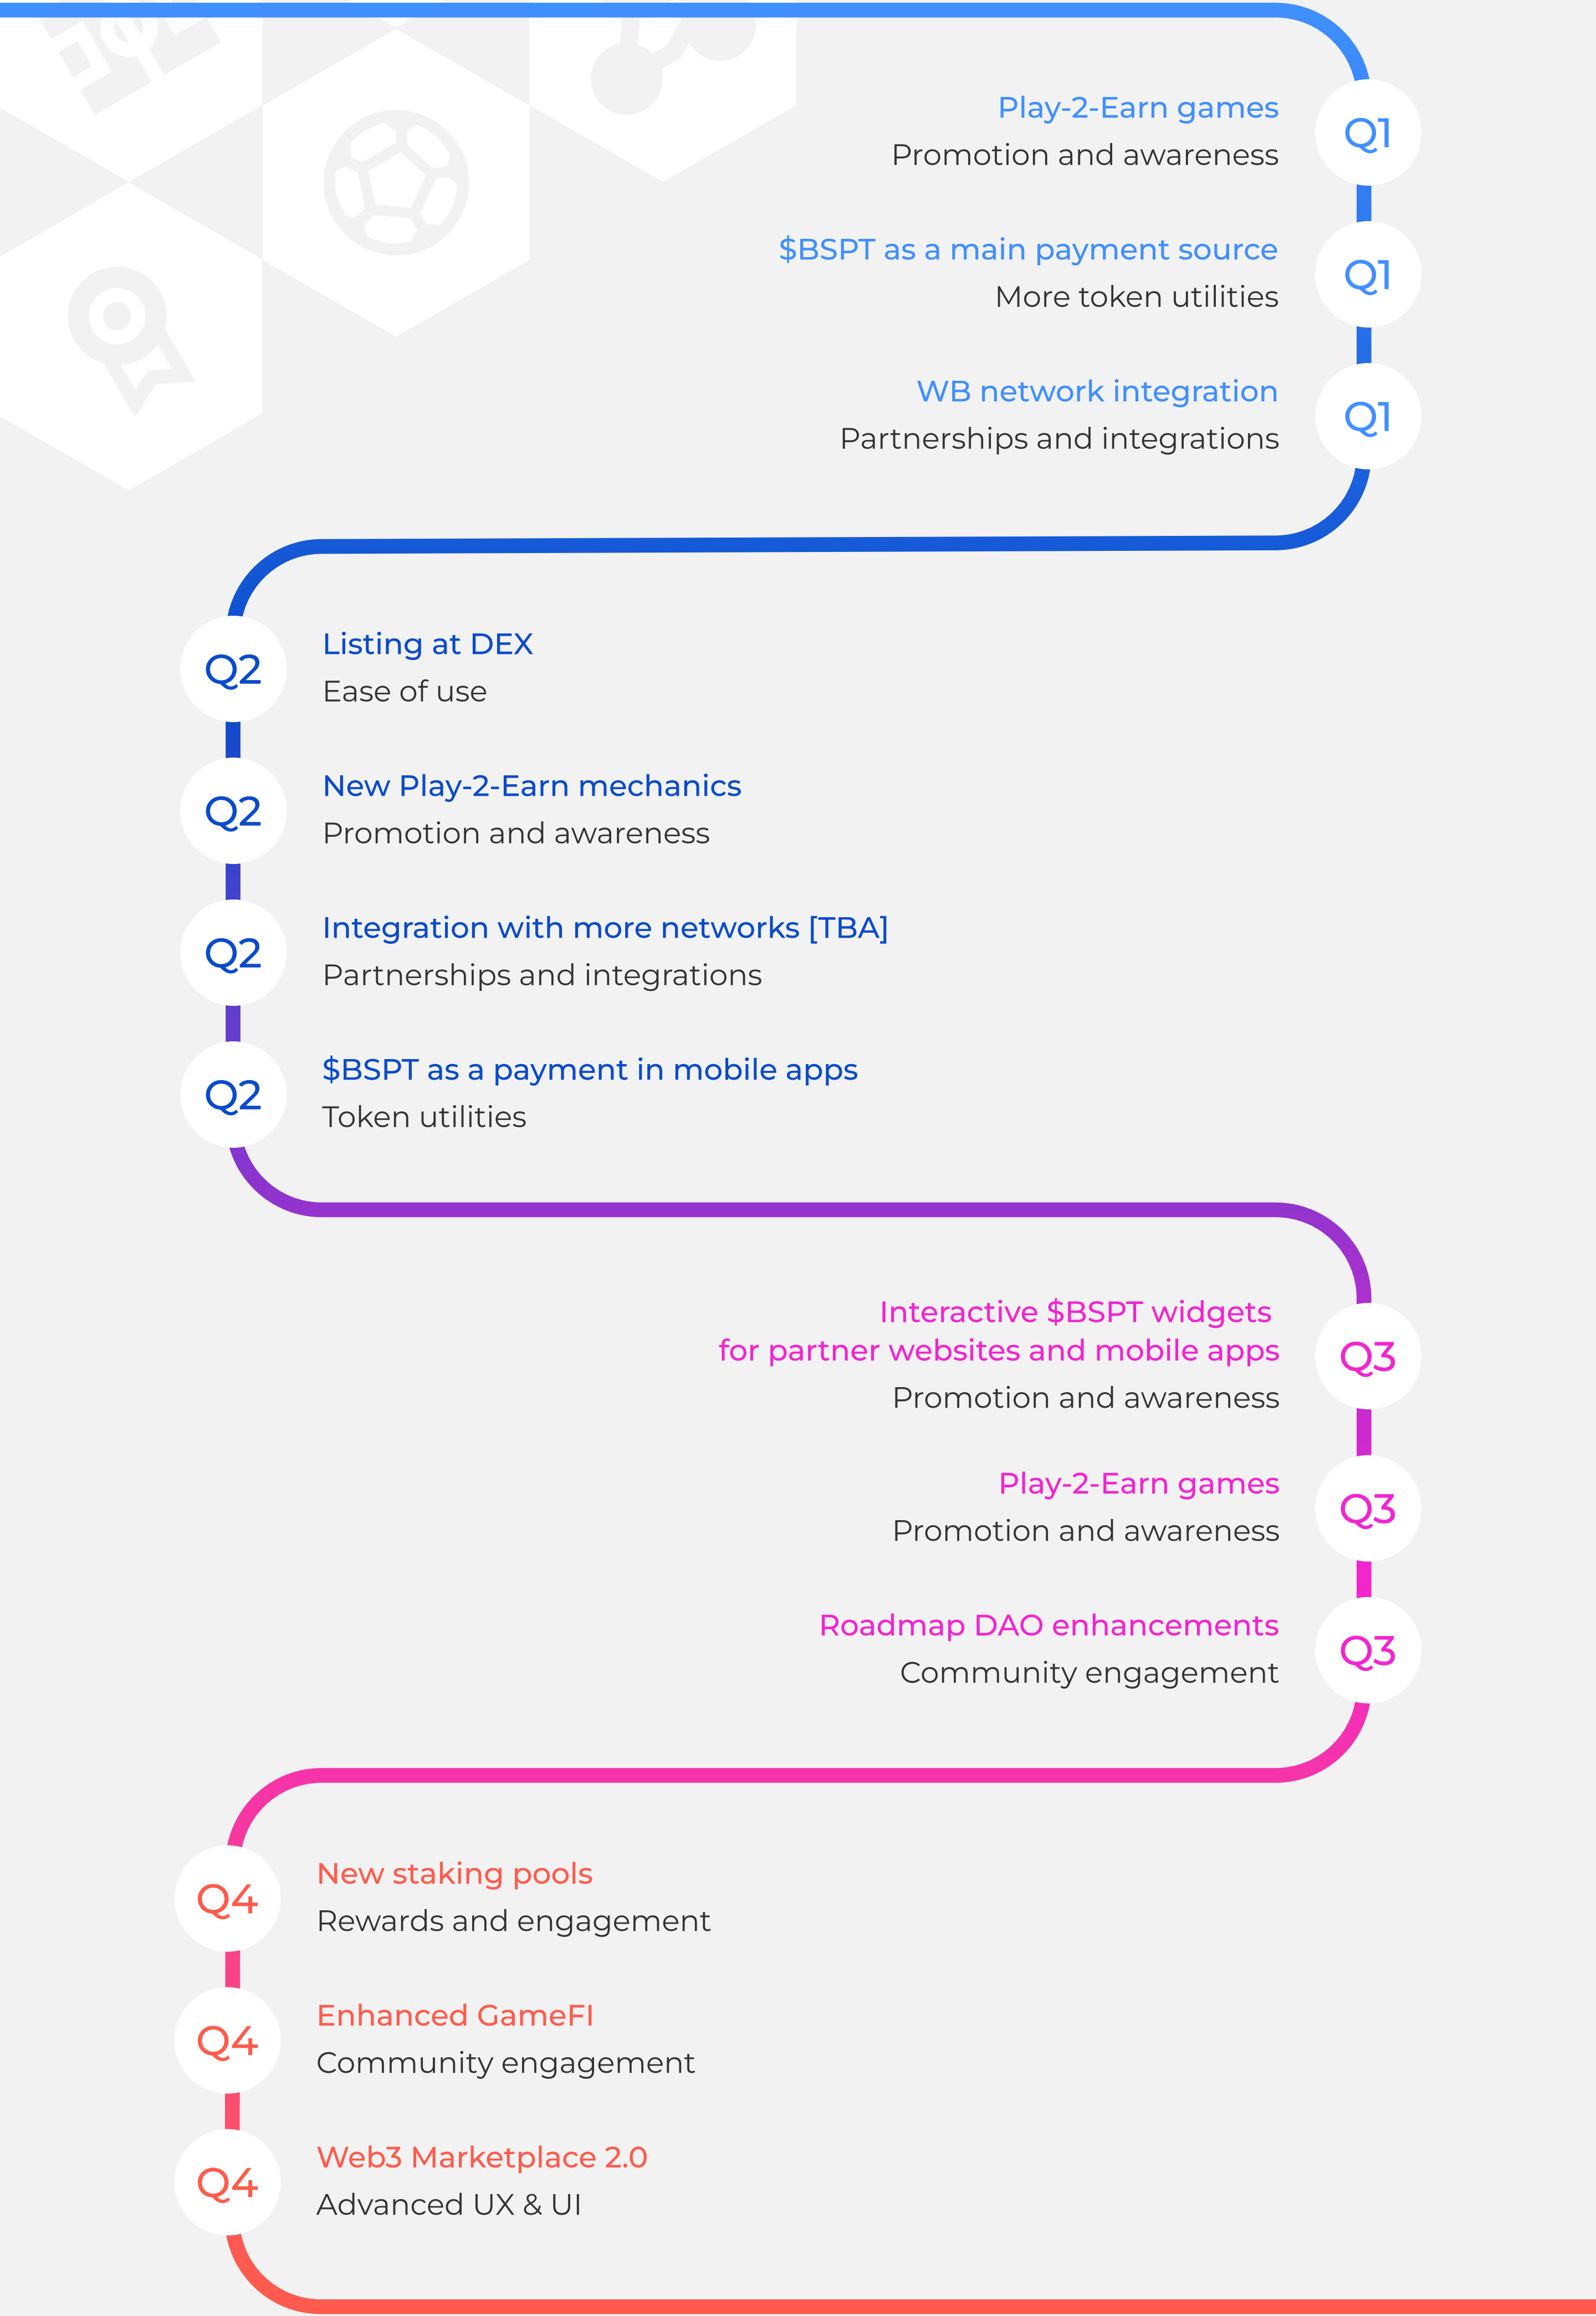 Play-2-Earn games
Promotion and awareness
Q1
$BSPT as a main payment source
More token utilities
Q1
WB network integration
Partnerships and integrations
Q1
Q2
Listing at DEX
Ease of use
Q2
New Play-2-Earn mechanics
Promotion and awareness
Q2
Integration with more networks [TBA]
Partnerships and integrations
Q2
$BSPT as a payment in mobile apps
Token utilities
Interactive $BSPT widgets
for partner websites and mobile apps
Promotion and awareness
Q3
Play-2-Earn games
Promotion and awareness
Q3
Roadmap DAO enhancements
Community engagement
Q3
Q4
New staking pools
Rewards and engagement
Q4
Enhanced GameFI
Community engagement
Q4
Web3 Marketplace 2.0
Advanced UX & UI